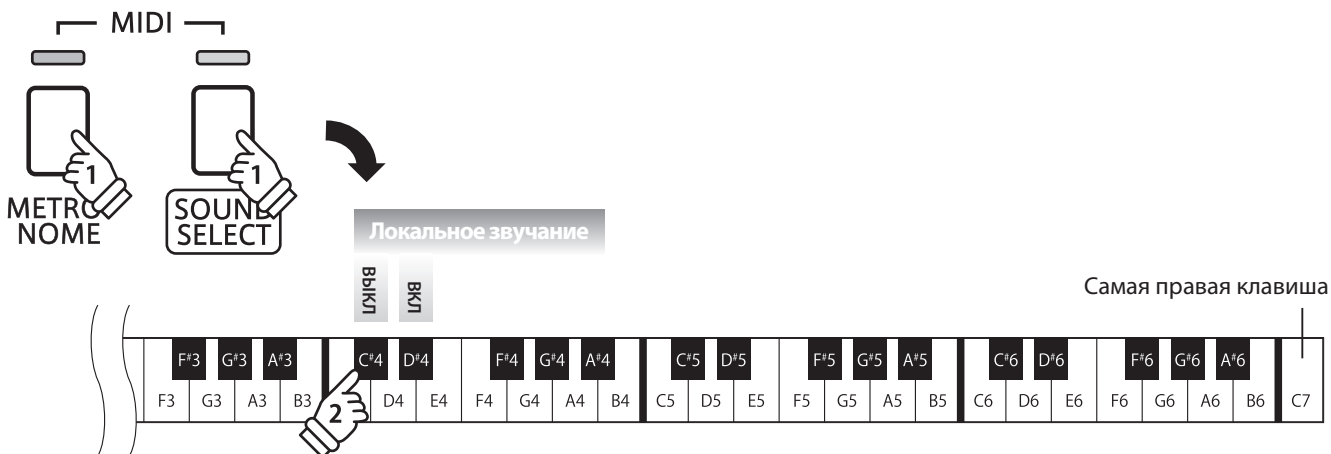 MIDI
1 1
METRO
NOME
SOUND
SELECT
Локальное звучание
ВЫКЛ ВКЛ
Самая правая клавиша
F#3 G#3 A#3 C#4 D#4 F#4 G#4 A#4 C#5 D#5 F#5 G#5 A#5 C#6 D#6 F#6 G#6 A#6
F3 G3 A3 B3 D4 E4 F4 G4 A4 B4 C5 D5 E5 F5 G5 A5 B5 C6 D6 E6 F6 G6 A6 B6 C7
2